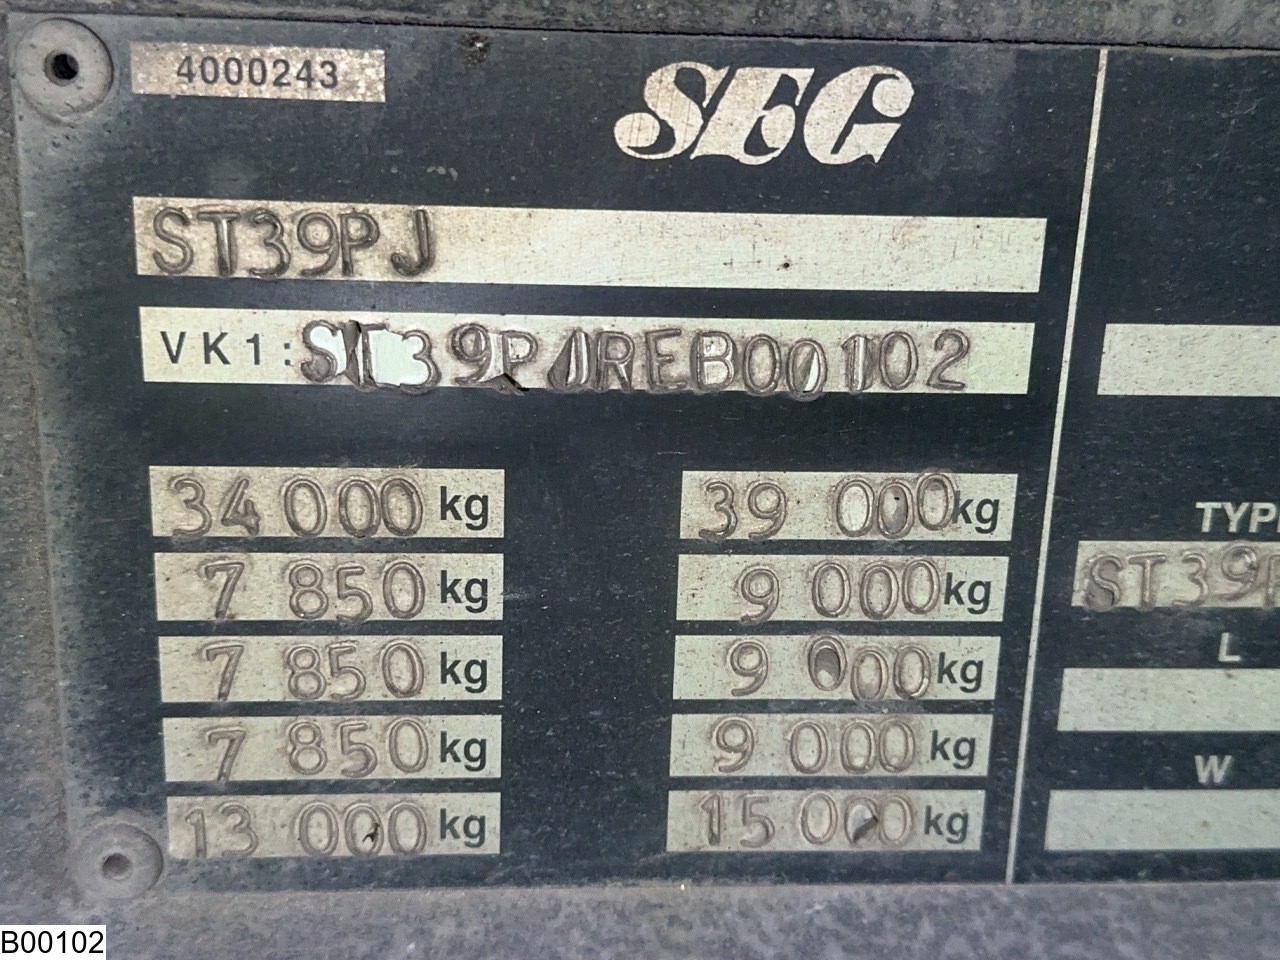 4000243
SEG
ST39PJ
VK1:ST39PJREB00102
34 000 kg 39 000 kg
7 850 kg 9 000 kg
7 850 kg 9 000 kg
7 850 kg 9 000 kg
13 000 kg 15 000 kg
TYPE
ST39P
L
W
B00102